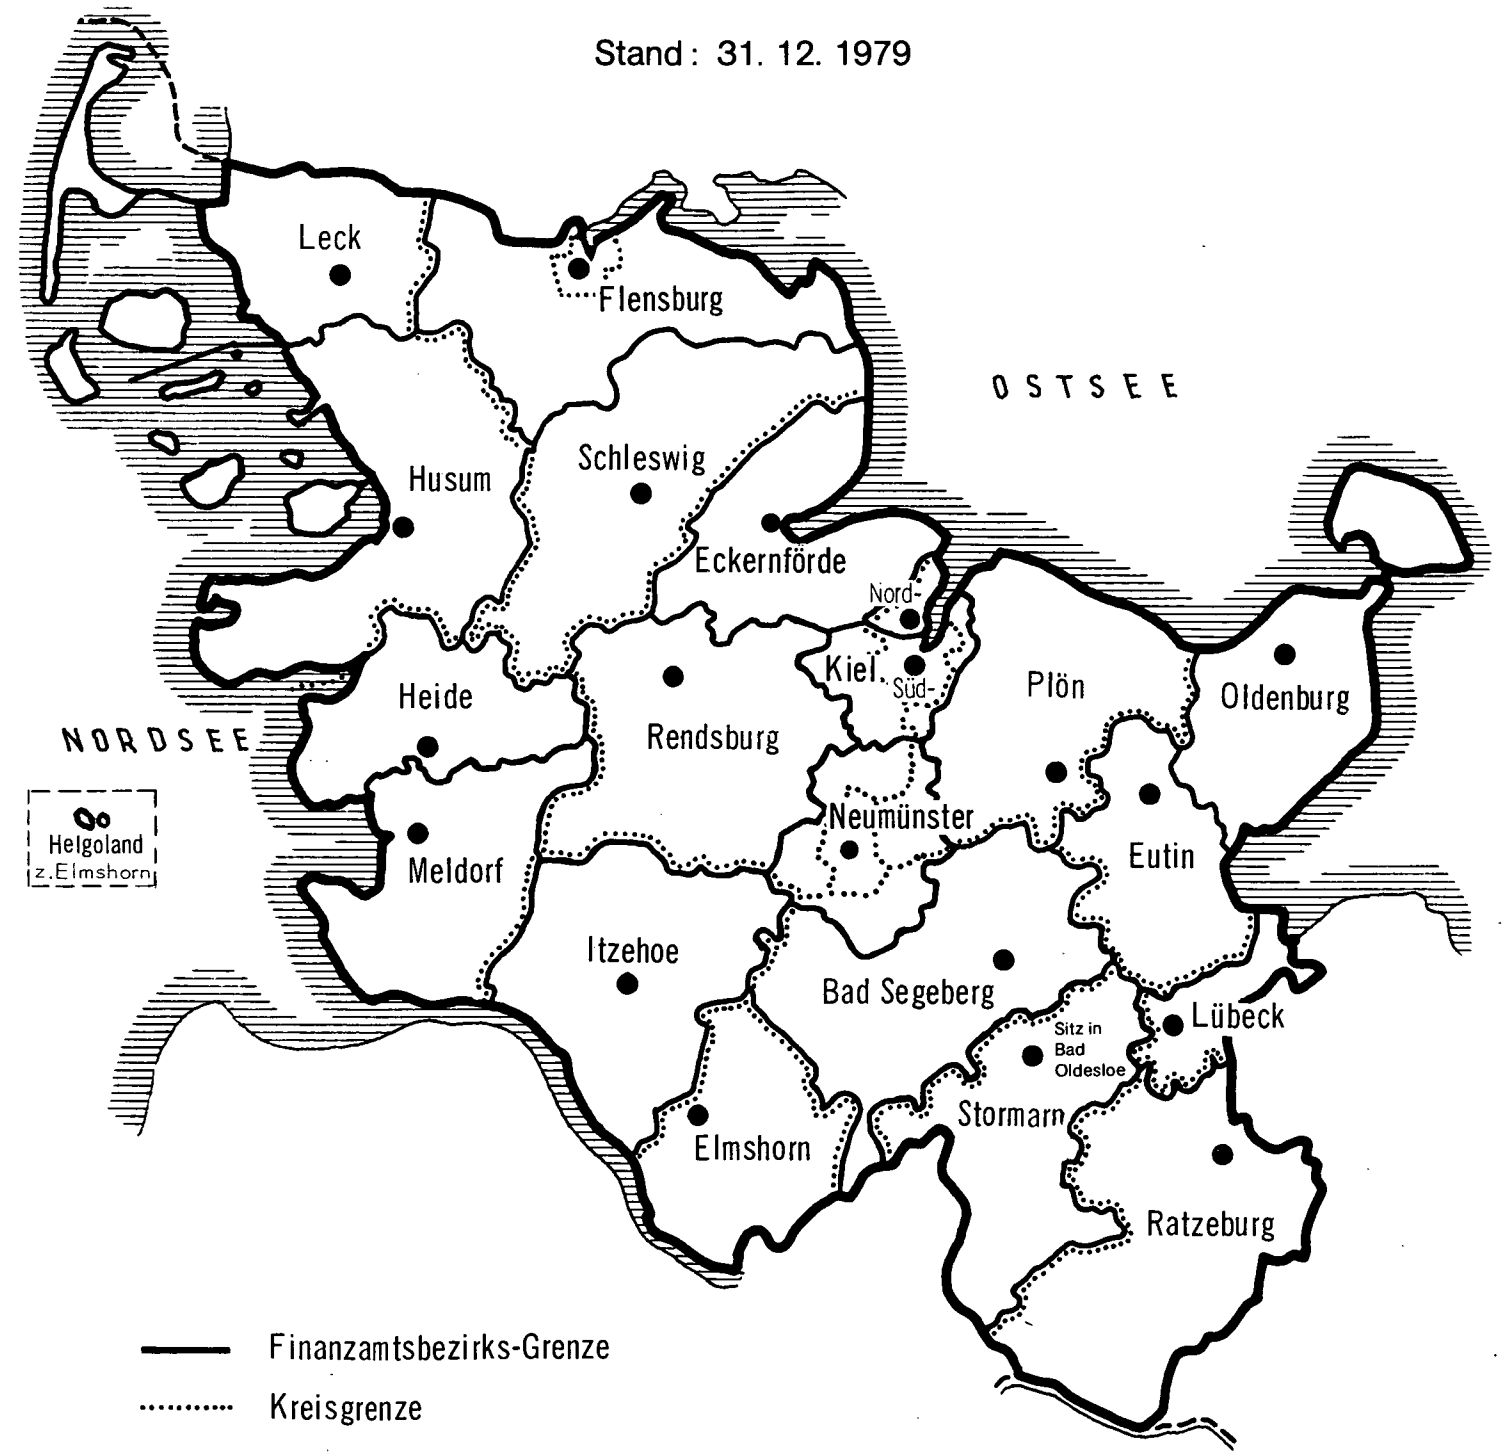 Stand: 31. 12. 1979
Leck
Flensburg
OSTSEE
Schleswig
Husum
Eckernförde
Nord-
Kiel
Süd-
Plön
Oldenburg
Heide
Rendsburg
NORDSEE
Neumünster
Helgoland
z.Elmshorn
Meldorf
Eutin
Itzehoe
Bad Segeberg
Lübeck
Sitz in
Bad
Oldesloe
Stormarn
Elmshorn
Ratzeburg
Finanzamtsbezirks-Grenze
Kreisgrenze